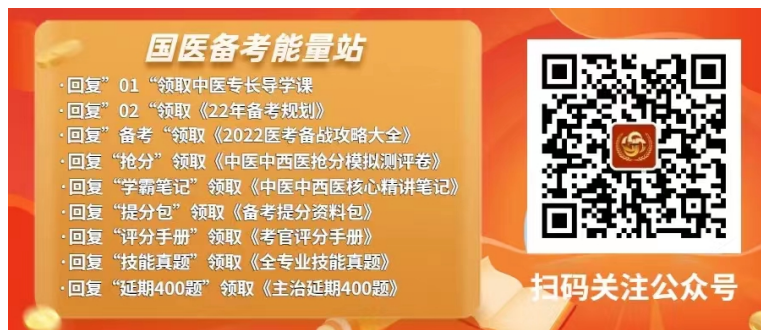 国医备考能量站
·回复”01“领取中医专长导学课
·回复”02“领取《22年备考规划》
·回复”备考“领取《2022医考备战攻略大全》
·回复“抢分”领取《中医中西医抢分模拟测评卷》
·回复“学霸笔记”领取《中医中西医核心精讲笔记》
·回复“提分包”领取《备考提分资料包》
·回复“评分手册”领取《考官评分手册》
·回复“技能真题”领取《全专业技能真题》
·回复“延期400题”领取《主治延期400题》
扫码关注公众号